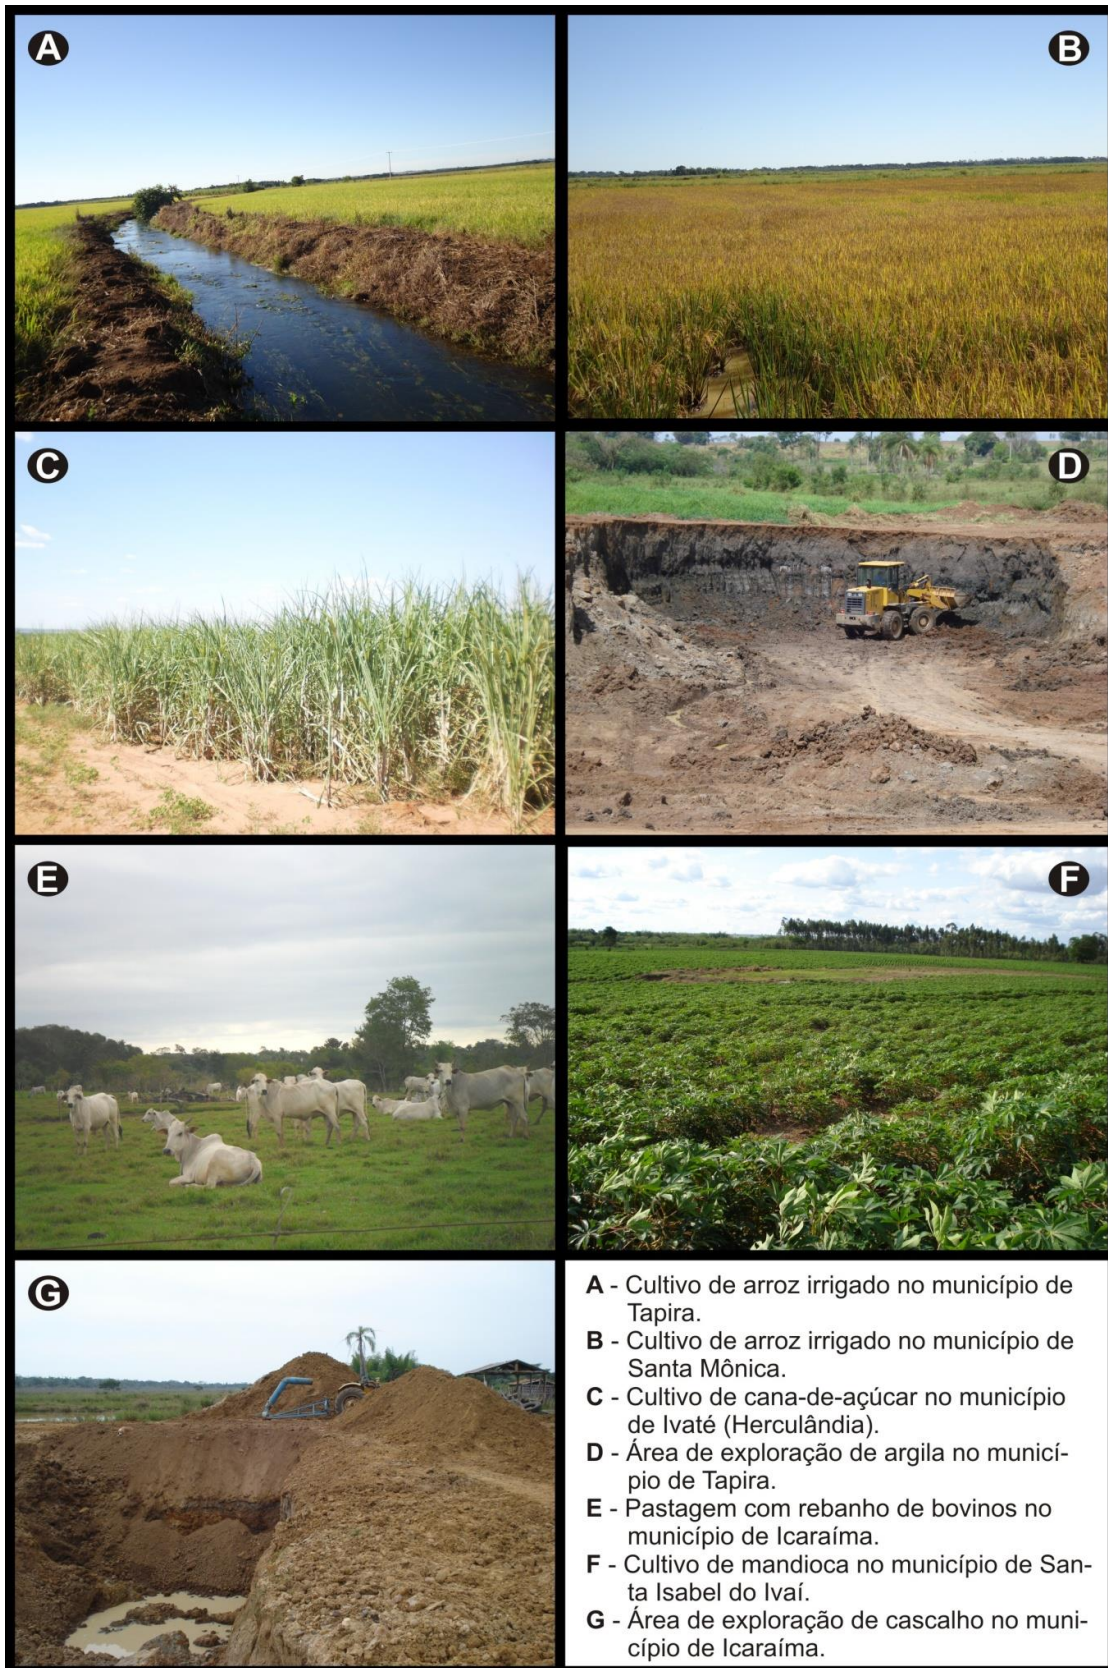 A
B
C
D
E
F
G
A - Cultivo de arroz irrigado no município de
Tapira.
B - Cultivo de arroz irrigado no município de
Santa Mônica.
C - Cultivo de cana-de-açúcar no município
de Ivaté (Herculândia).
D - Área de exploração de argila no municí-
pio de Tapira.
E - Pastagem com rebanho de bovinos no
município de Icaraíma.
F - Cultivo de mandioca no município de San-
ta Isabel do Ivaí.
G - Área de exploração de cascalho no muni-
cípio de Icaraíma.